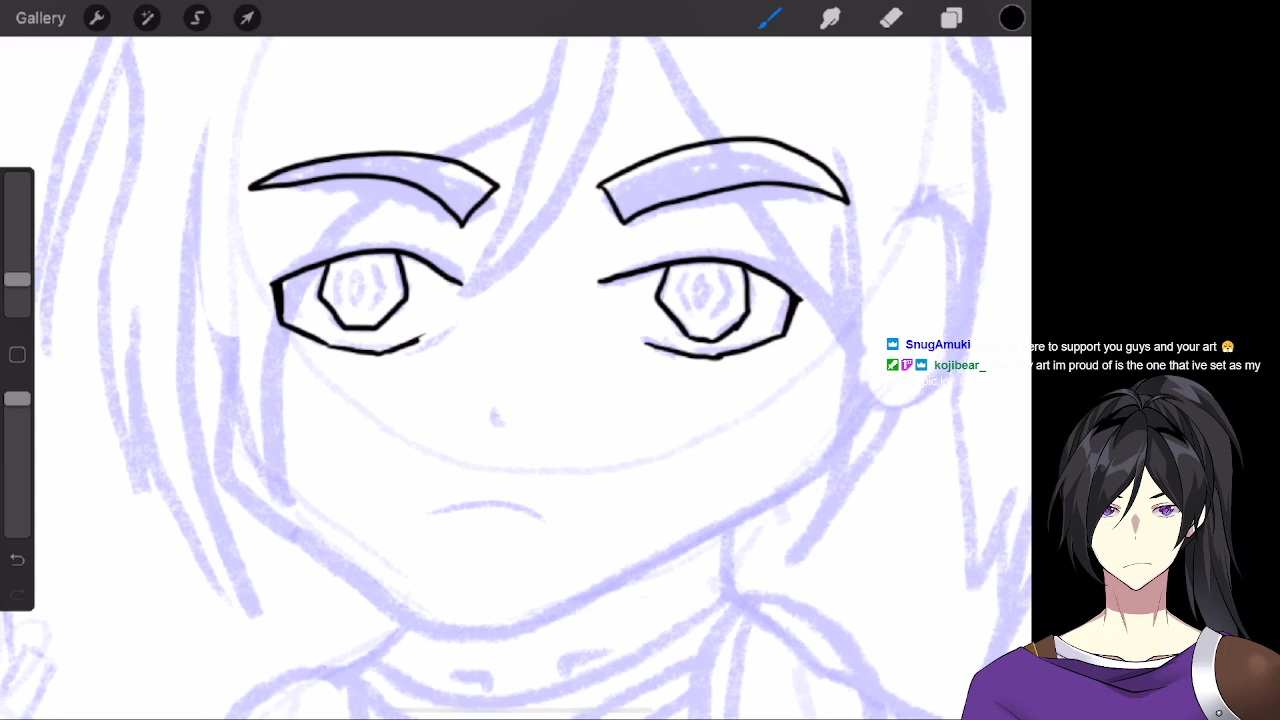 Gallery
SnugAmuki here to support you guys and your art 😤
kojibear_ art im proud of is the one that ive set as my
pic